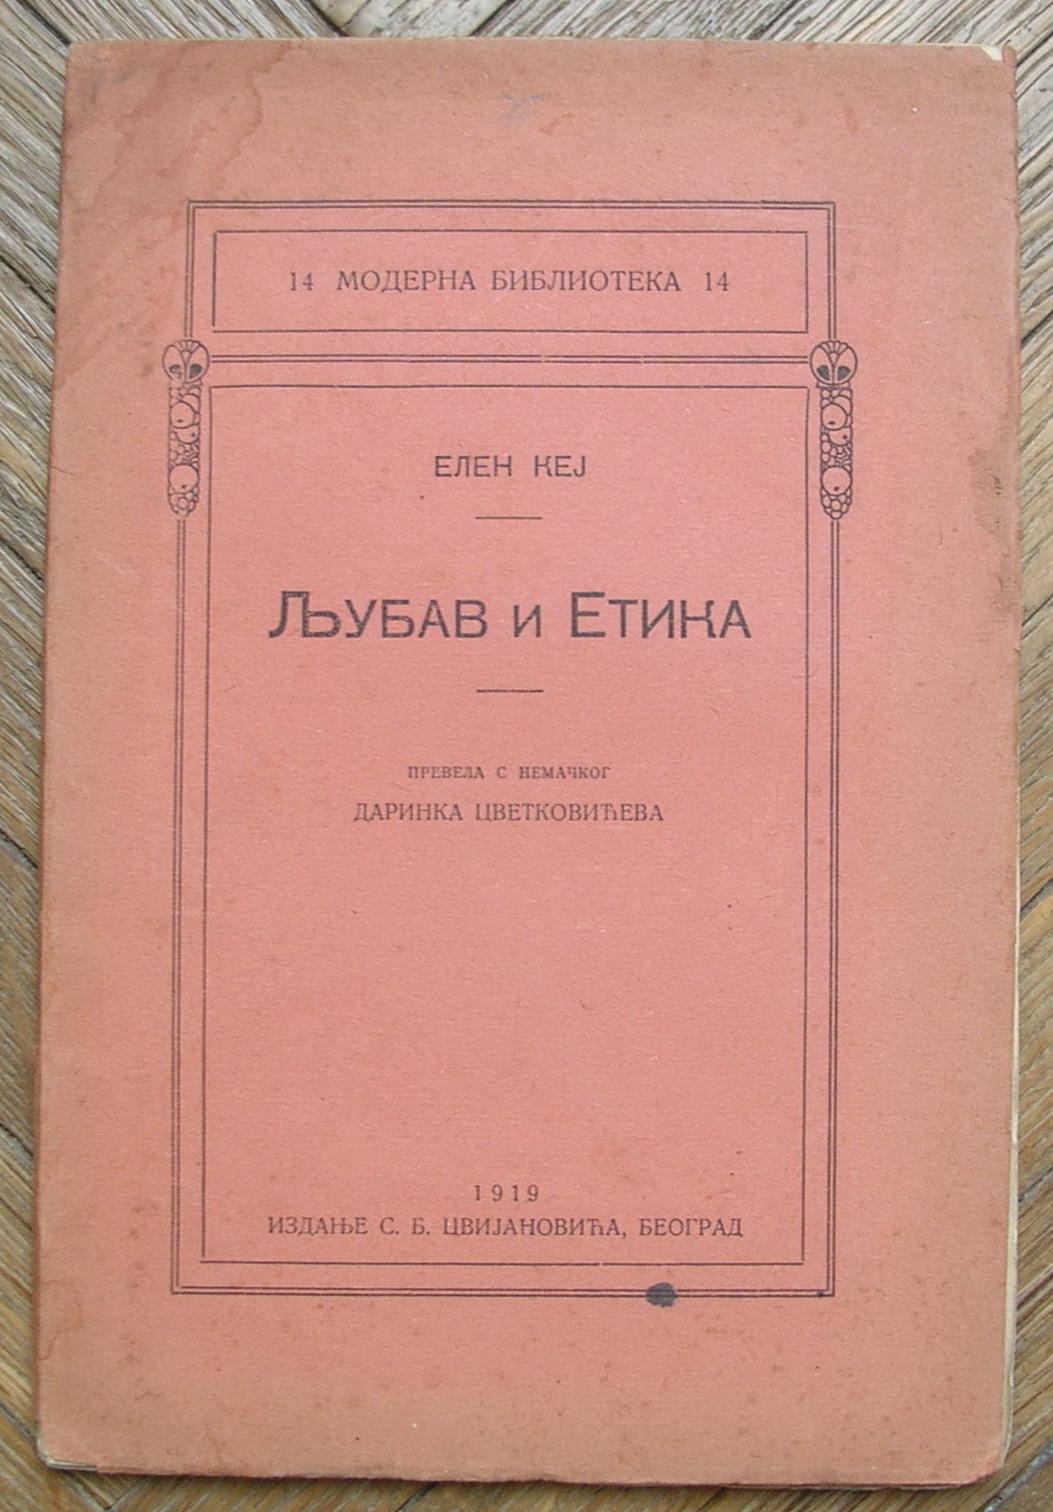 14 МОДЕРНА БИБЛИОТЕКА 14
ЕЛЕН КЕЈ
ЉУБАВ И ЕТИКА
ПРЕВЕЛА С НЕМАЧКОГ
ДАРИНКА ЦВЕТКОВИЋЕВА
1919
ИЗДАЊЕ С. Б. ЦВИЈАНОВИЋА, БЕОГРАД